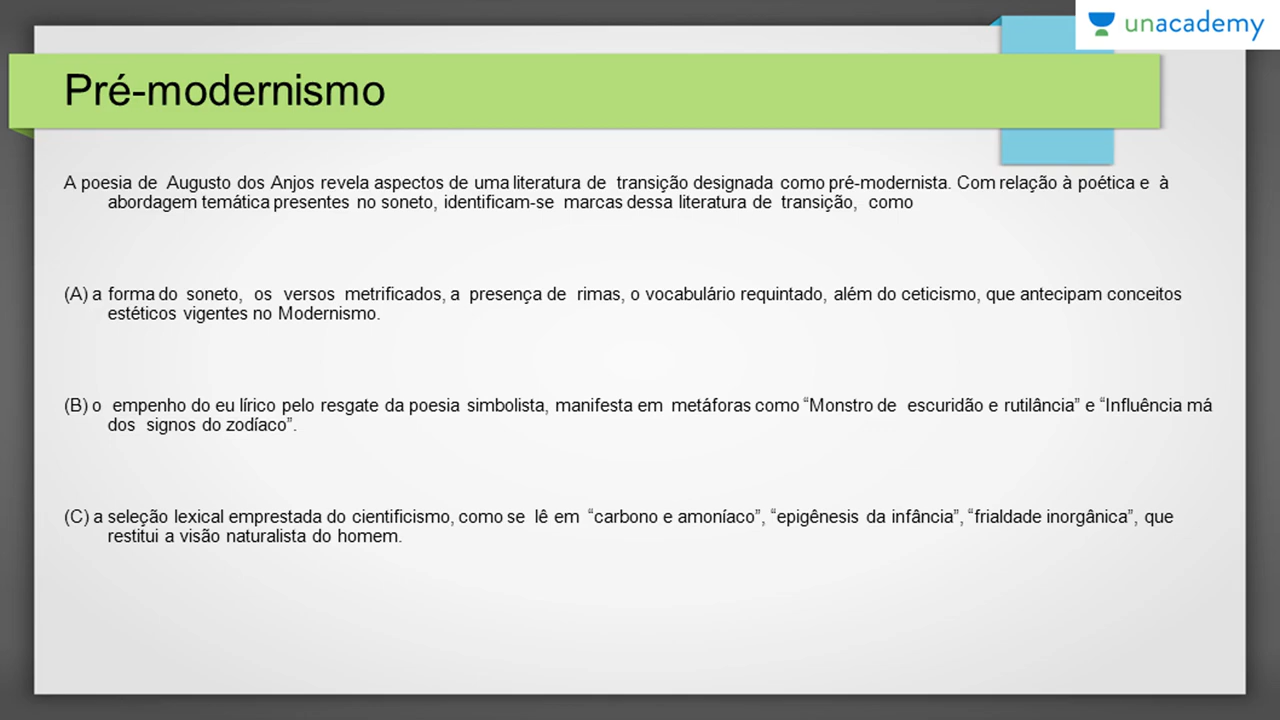 unacademy
Pré-modernismo
A poesia de Augusto dos Anjos revela aspectos de uma literatura de transição designada como pré-modernista. Com relação à poética e à
abordagem temática presentes no soneto, identificam-se marcas dessa literatura de transição, como
(A) a forma do soneto, os versos metrificados, a presença de rimas, o vocabulário requintado, além do ceticismo, que antecipam conceitos
estéticos vigentes no Modernismo.
(B) o empenho do eu lírico pelo resgate da poesia simbolista, manifesta em metáforas como “Monstro de escuridão e rutilância” e “Influência má
dos signos do zodíaco”.
(C) a seleção lexical emprestada do cientificismo, como se lê em “carbono e amoníaco”, “epigênesis da infância”, “frialdade inorgânica”, que
restitui a visão naturalista do homem.